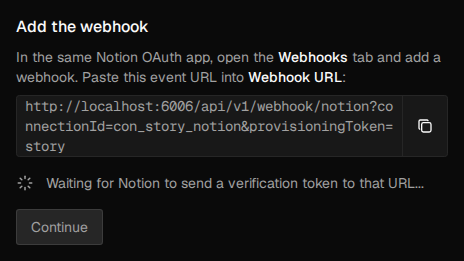 Add the webhook
In the same Notion OAuth app, open the Webhooks tab and add a
webhook. Paste this event URL into Webhook URL:
http://localhost:6006/api/v1/webhook/notion?co
nnectionId=con_story_notion&provisioningToken=
story
Waiting for Notion to send a verification token to that URL...
Continue